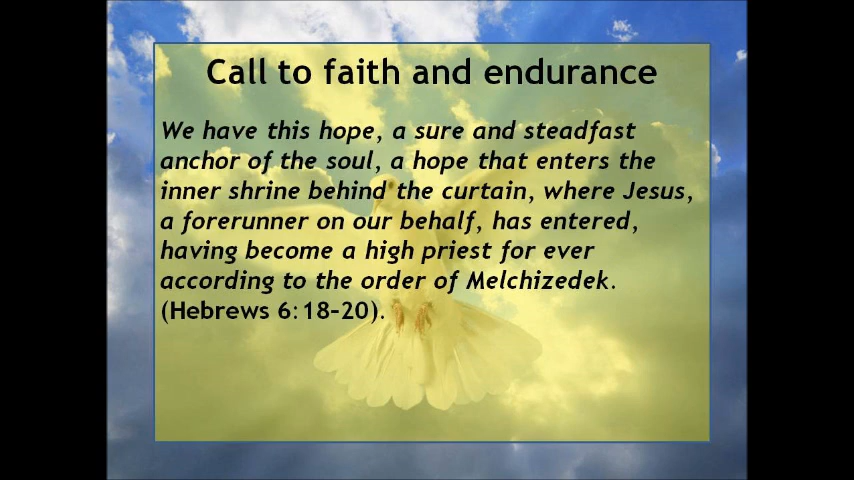 Call to faith and endurance
We have this hope, a sure and steadfast
anchor of the soul, a hope that enters the
inner shrine behind the curtain, where Jesus,
a forerunner on our behalf, has entered,
having become a high priest for ever
according to the order of Melchizedek.
(Hebrews 6:18–20).